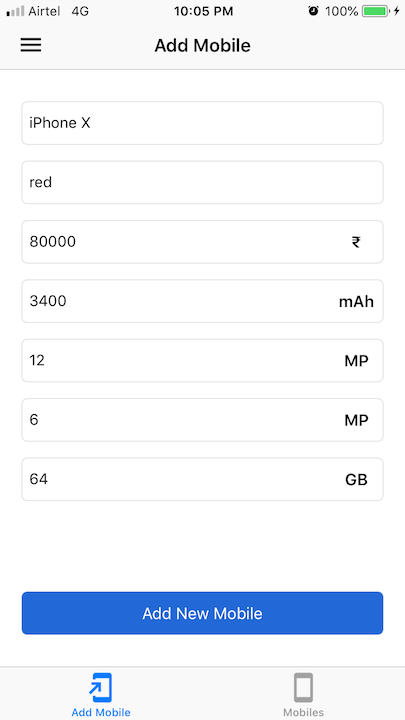 Airtel 4G 10:05 PM 100%
Add Mobile
iPhone X
red
80000 ₹
3400 mAh
12 MP
6 MP
64 GB
Add New Mobile
Add Mobile Mobiles